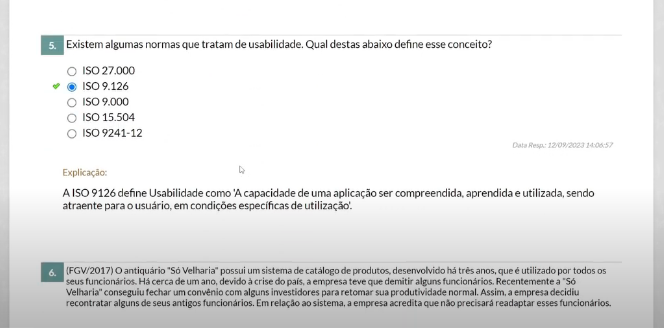 5. Existem algumas normas que tratam de usabilidade. Qual destas abaixo define esse conceito?
ISO 27.000
ISO 9.126
ISO 9.000
ISO 15.504
ISO 9241-12
Data Resp.: 12/09/2023 14:06:57
Explicação:
A ISO 9126 define Usabilidade como 'A capacidade de uma aplicação ser compreendida, aprendida e utilizada, sendo
atraente para o usuário, em condições específicas de utilização'.
6. (FGV/2017) O antiquário "Só Velharia" possui um sistema de catálogo de produtos, desenvolvido há três anos, que é utilizado por todos os
seus funcionários. Há cerca de um ano, devido à crise do país, a empresa teve que demitir alguns funcionários. Recentemente a "Só
Velharia" conseguiu fechar um convênio com alguns investidores para retomar sua produtividade normal. Assim, a empresa decidiu
recontratar alguns de seus antigos funcionários. Em relação ao sistema, a empresa acredita que não precisará readaptar esses funcionários.